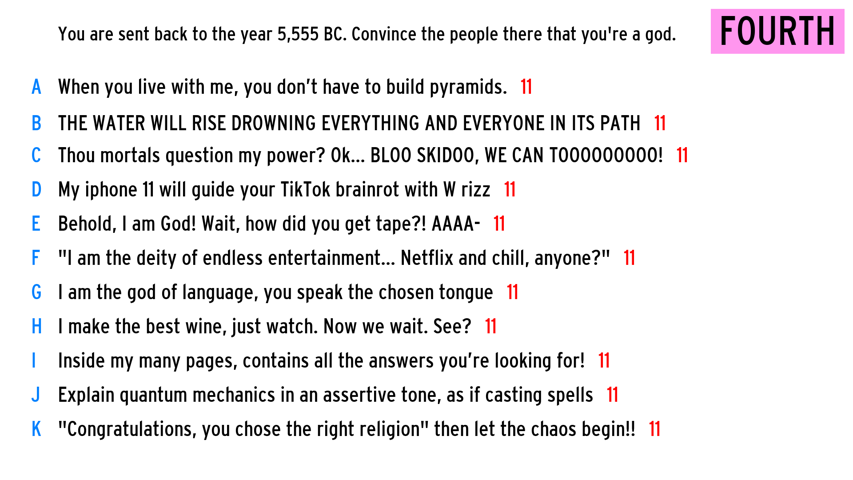 You are sent back to the year 5,555 BC. Convince the people there that you're a god.
FOURTH
A When you live with me, you don’t have to build pyramids. 11
B THE WATER WILL RISE DROWNING EVERYTHING AND EVERYONE IN ITS PATH 11
C Thou mortals question my power? Ok... BLOO SKIDOO, WE CAN TOOOOOOOOO! 11
D My iphone 11 will guide your TikTok brainrot with W rizz 11
E Behold, I am God! Wait, how did you get tape?! AAAA- 11
F "I am the deity of endless entertainment... Netflix and chill, anyone?" 11
G I am the god of language, you speak the chosen tongue 11
H I make the best wine, just watch. Now we wait. See? 11
I Inside my many pages, contains all the answers you’re looking for! 11
J Explain quantum mechanics in an assertive tone, as if casting spells 11
K "Congratulations, you chose the right religion" then let the chaos begin!! 11